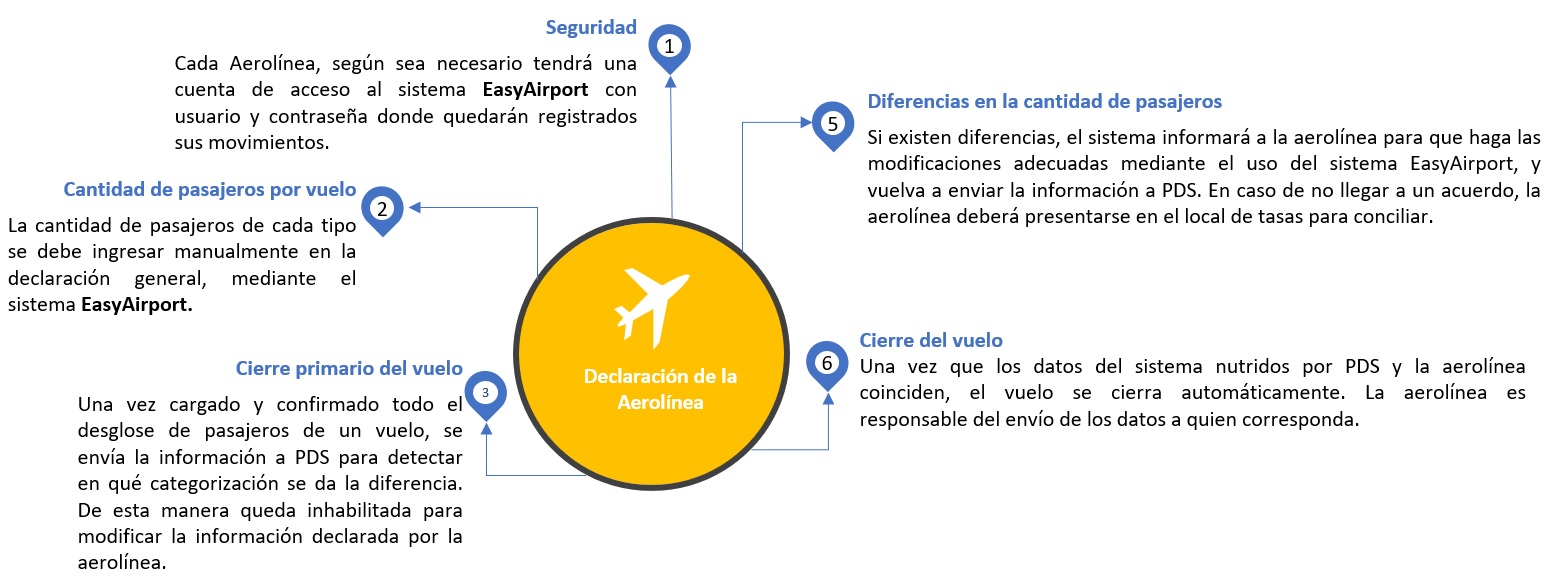 Seguridad
1
Cada Aerolínea, según sea necesario tendrá una
cuenta de acceso al sistema EasyAirport con
usuario y contraseña donde quedarán registrados
sus movimientos.
Cantidad de pasajeros por vuelo
2
La cantidad de pasajeros de cada tipo
se debe ingresar manualmente en la
declaración general, mediante el
sistema EasyAirport.
Cierre primario del vuelo
3
Una vez cargado y confirmado todo el
desglose de pasajeros de un vuelo, se
envía la información a PDS para detectar
en qué categorización se da la diferencia.
De esta manera queda inhabilitada para
modificar la información declarada por la
aerolínea.
Declaración de la
Aerolínea
5
Diferencias en la cantidad de pasajeros
Si existen diferencias, el sistema informará a la aerolínea para que haga las
modificaciones adecuadas mediante el uso del sistema EasyAirport, y
vuelva a enviar la información a PDS. En caso de no llegar a un acuerdo, la
aerolínea deberá presentarse en el local de tasas para conciliar.
6
Cierre del vuelo
Una vez que los datos del sistema nutridos por PDS y la aerolínea
coinciden, el vuelo se cierra automáticamente. La aerolínea es
responsable del envío de los datos a quien corresponda.